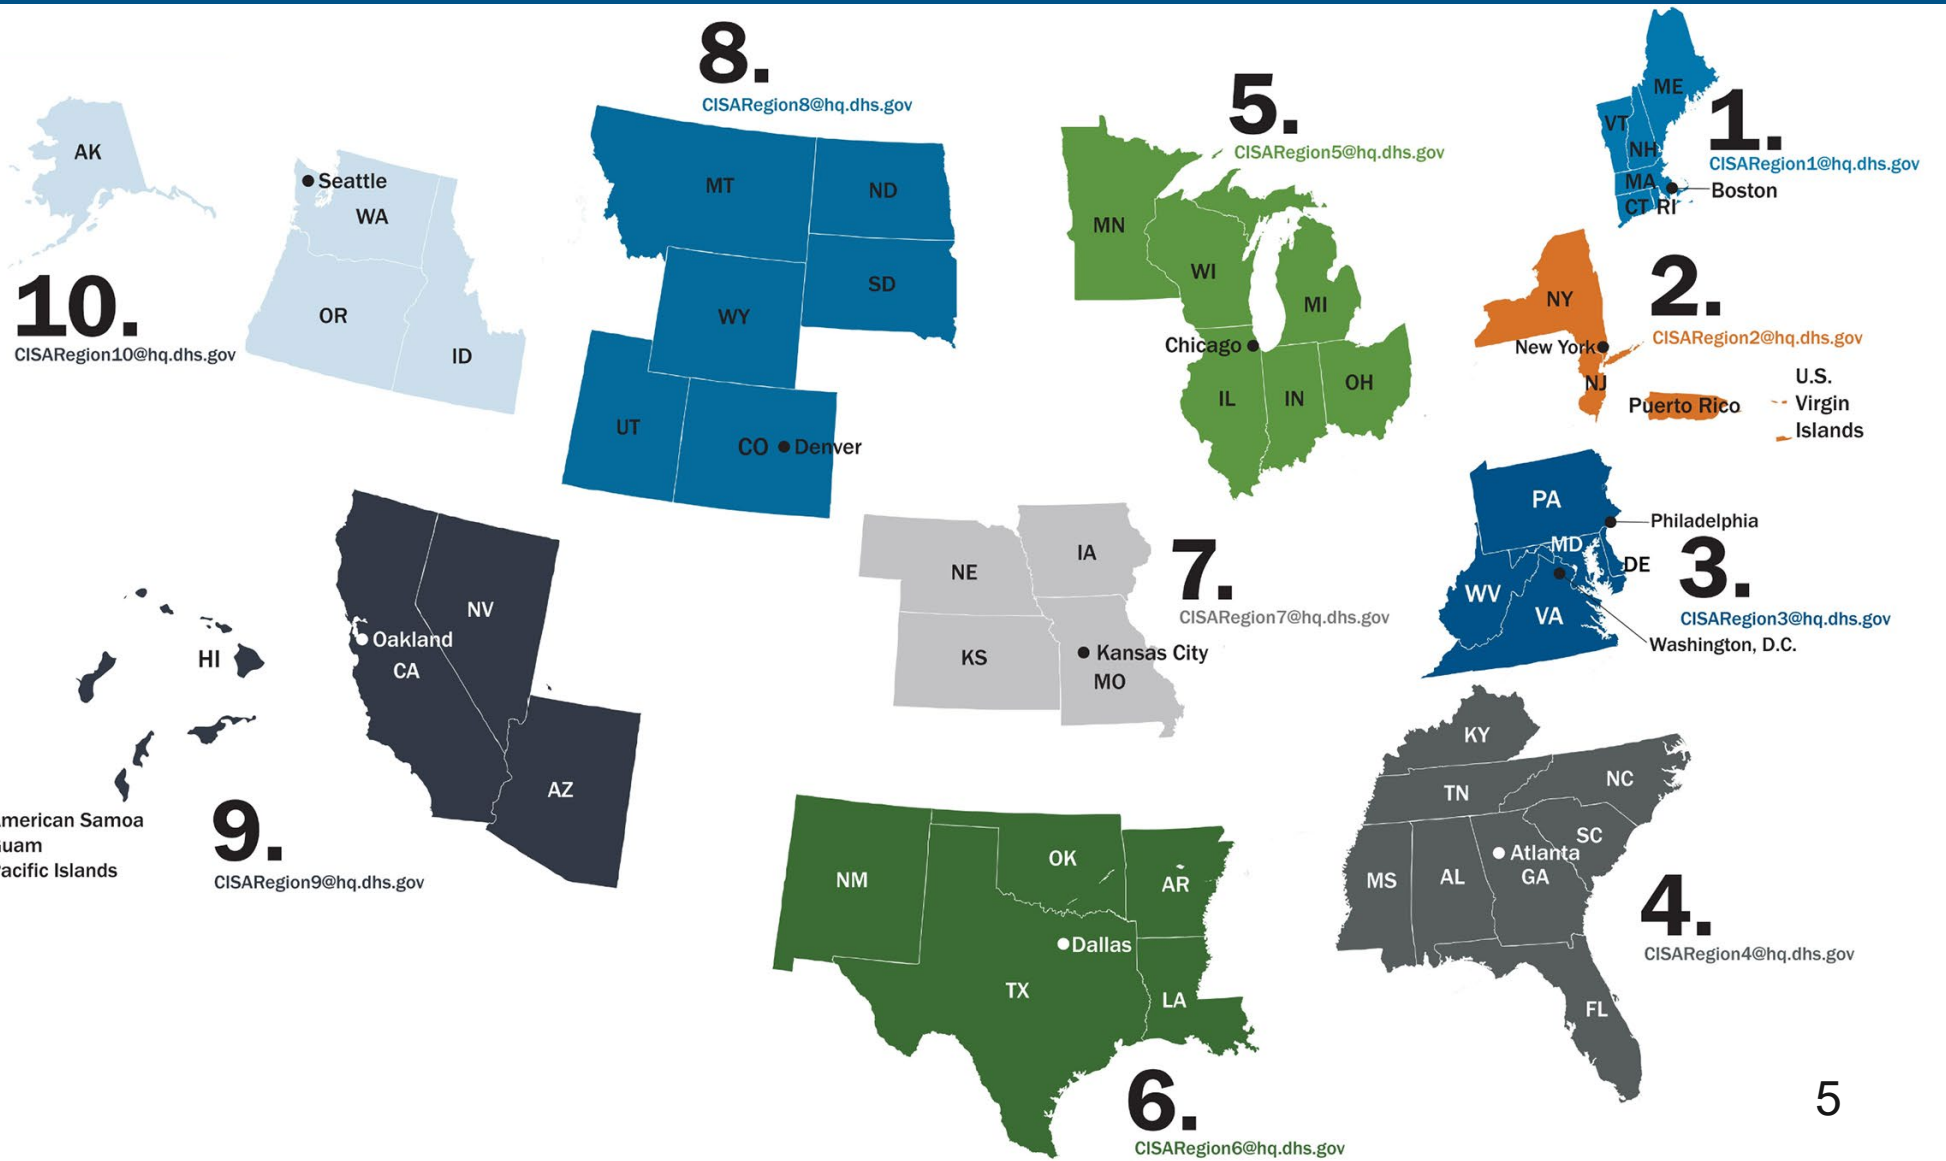 8.
CISARegion8@hq.dhs.gov
MT
ND
SD
WY
UT
CO
Denver
5.
CISARegion5@hq.dhs.gov
MN
WI
MI
Chicago
IL
IN
OH
1.
CISARegion1@hq.dhs.gov
ME
VT
NH
MA
Boston
CT
RI
AK
Seattle
WA
OR
ID
10.
CISARegion10@hq.dhs.gov
2.
CISARegion2@hq.dhs.gov
NY
New York
NJ
Puerto Rico
U.S.
Virgin
Islands
3.
CISARegion3@hq.dhs.gov
PA
Philadelphia
MD
DE
WV
VA
Washington, D.C.
7.
CISARegion7@hq.dhs.gov
NE
IA
KS
Kansas City
MO
NV
Oakland
CA
HI
AZ
merican Samoa
uam
acific Islands
9.
CISARegion9@hq.dhs.gov
KY
TN
NC
SC
Atlanta
MS
AL
GA
FL
4.
CISARegion4@hq.dhs.gov
NM
OK
AR
Dallas
TX
LA
6.
CISARegion6@hq.dhs.gov
5